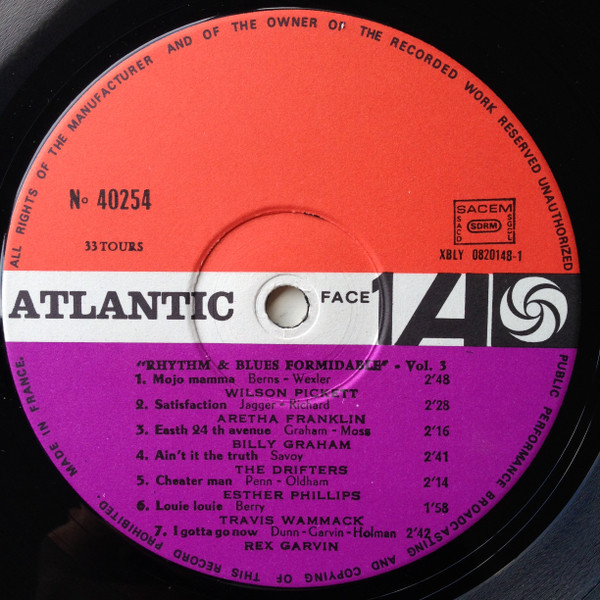 ALL RIGHTS OF THE MANUFACTURER AND OF THE OWNER OF THE RECORDED WORK RESERVED UNAUTHORIZED
PUBLIC PERFORMANCE BROADCASTING AND COPYING OF THIS RECORD PROHIBITED. MADE IN FRANCE.
No 40254
33 TOURS
SACEM
SACD SDRM SGDL
XBLY 0820148-1
ATLANTIC FACE 1 A
"RHYTHM & BLUES FORMIDABLE" - Vol. 3
1. Mojo mamma Berns - Wexler 2'48
WILSON PICKETT
2. Satisfaction Jagger - Richard 2'28
ARETHA FRANKLIN
3. Easth 24 th avenue Graham - Moss 2'16
BILLY GRAHAM
4. Ain't it the truth Savoy 2'41
THE DRIFTERS
5. Cheater man Penn - Oldham 2'14
ESTHER PHILLIPS
6. Louie louie Berry 1'58
TRAVIS WAMMACK
7. I gotta go now Dunn - Garvin - Holman 2'42
REX GARVIN